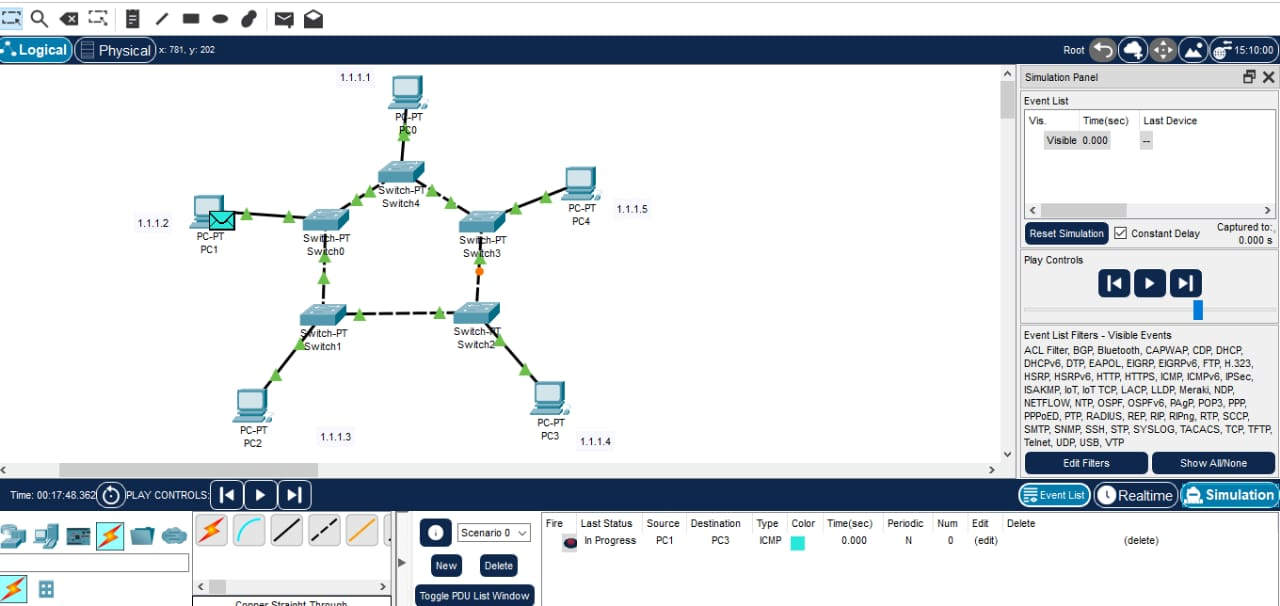 Logical
Physical
x: 781, y: 202
Root
15:10:00
1.1.1.1
PC-PT
PC0
Switch-PT
Switch4
PC-PT
PC4
1.1.1.5
1.1.1.2
PC-PT
PC1
Switch-PT
Switch0
Switch-PT
Switch3
Switch-PT
Switch1
Switch-PT
Switch2
PC-PT
PC2
1.1.1.3
PC-PT
PC3
1.1.1.4
Simulation Panel
Event List
Vis. Time(sec) Last Device
Visible 0.000 --
Reset Simulation
Constant Delay
Captured to:
0.000 s
Play Controls
Event List Filters - Visible Events
ACL Filter, BGP, Bluetooth, CAPWAP, CDP, DHCP,
DHCPv6, DTP, EAPOL, EIGRP, EIGRPv6, FTP, H.323,
HSRP, HSRPv6, HTTP, HTTPS, ICMP, ICMPv6, IPSec,
ISAKMP, IoT, IoT TCP, LACP, LLDP, Meraki, NDP,
NETFLOW, NTP, OSPF, OSPFv6, PAgP, POP3, PPP,
PPPoED, PTP, RADIUS, REP, RIP, RIPng, RTP, SCCP,
SMTP, SNMP, SSH, STP, SYSLOG, TACACS, TCP, TFTP,
Telnet, UDP, USB, VTP
Edit Filters
Show All/None
Time: 00:17:48.362
PLAY CONTROLS:
Event List
Realtime
Simulation
Scenario 0
New
Delete
Toggle PDU List Window
Fire Last Status Source Destination Type Color Time(sec) Periodic Num Edit Delete
In Progress PC1 PC3 ICMP 0.000 N 0 (edit) (delete)
Copper Straight-Through